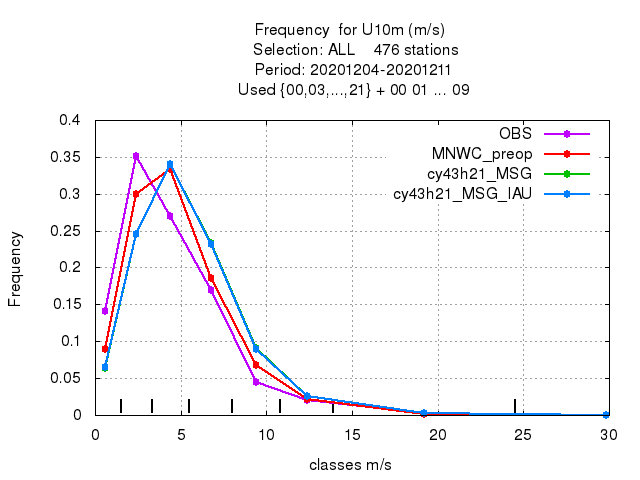 Frequency  for U10m (m/s)
Selection: ALL    476 stations
Period: 20201204-20201211
Used {00,03,...,21} + 00 01 ... 09
OBS
MNWC_preop
cy43h21_MSG
cy43h21_MSG_IAU
0.4
0.35
0.3
0.25
0.2
0.15
0.1
0.05
0
Frequency
0 5 10 15 20 25 30
classes m/s